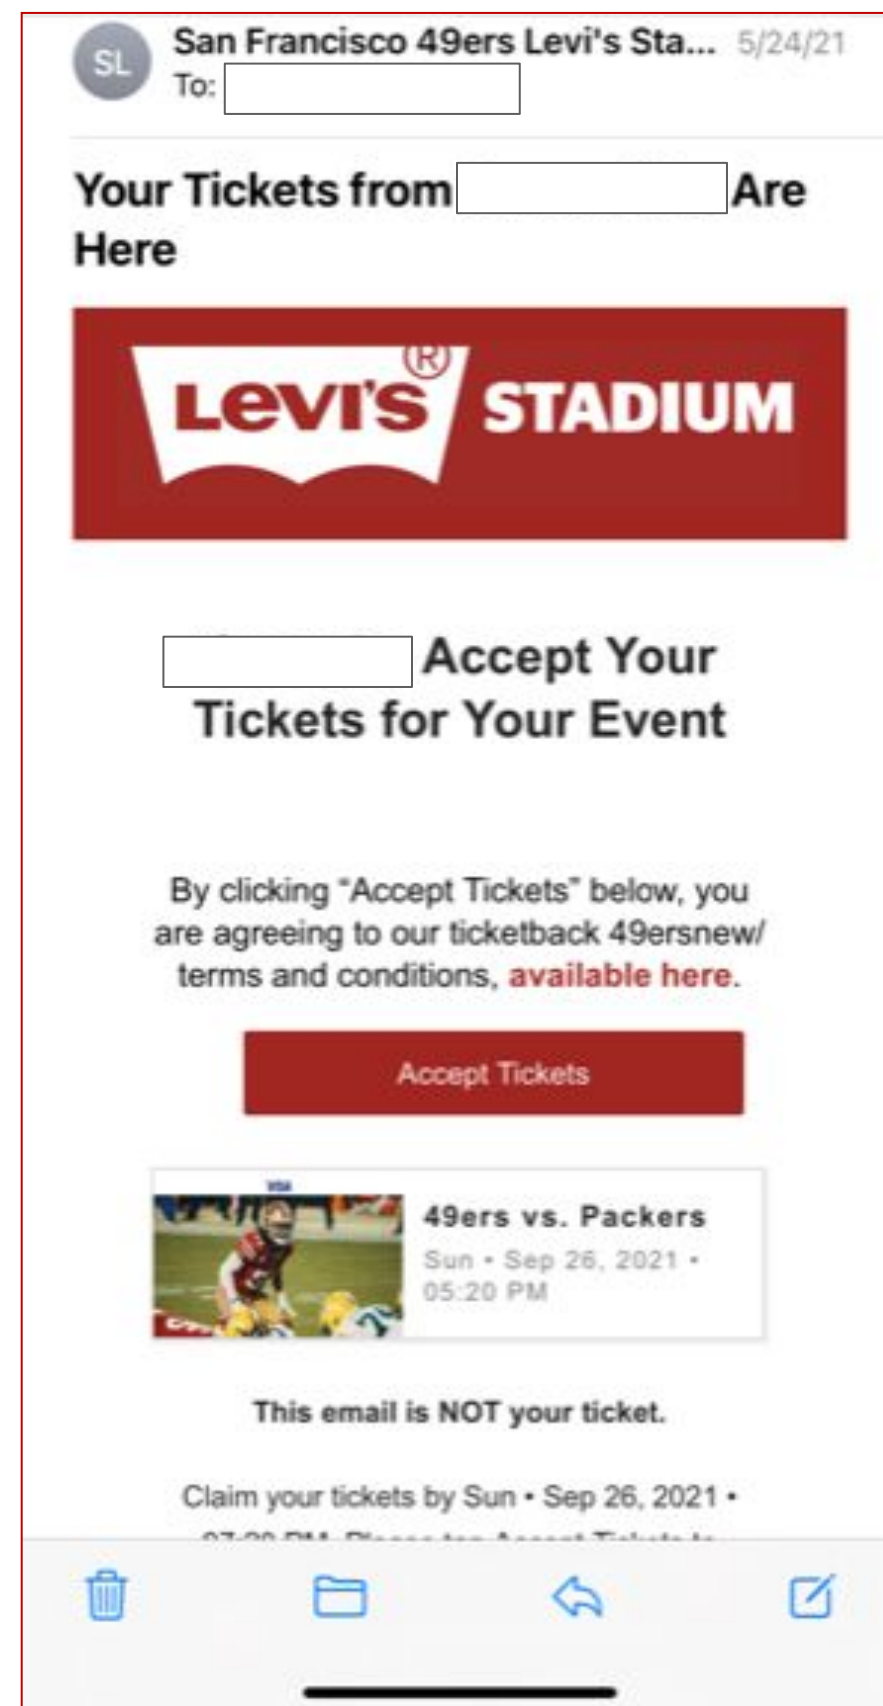 SL
San Francisco 49ers Levi's Sta... 5/24/21
To:
Your Tickets from Are
Here
LEVI'S® STADIUM
Accept Your
Tickets for Your Event
By clicking “Accept Tickets” below, you
are agreeing to our ticketback 49ersnew/
terms and conditions, available here.
Accept Tickets
VISA
49ers vs. Packers
Sun • Sep 26, 2021 •
05:20 PM
This email is NOT your ticket.
Claim your tickets by Sun • Sep 26, 2021 •